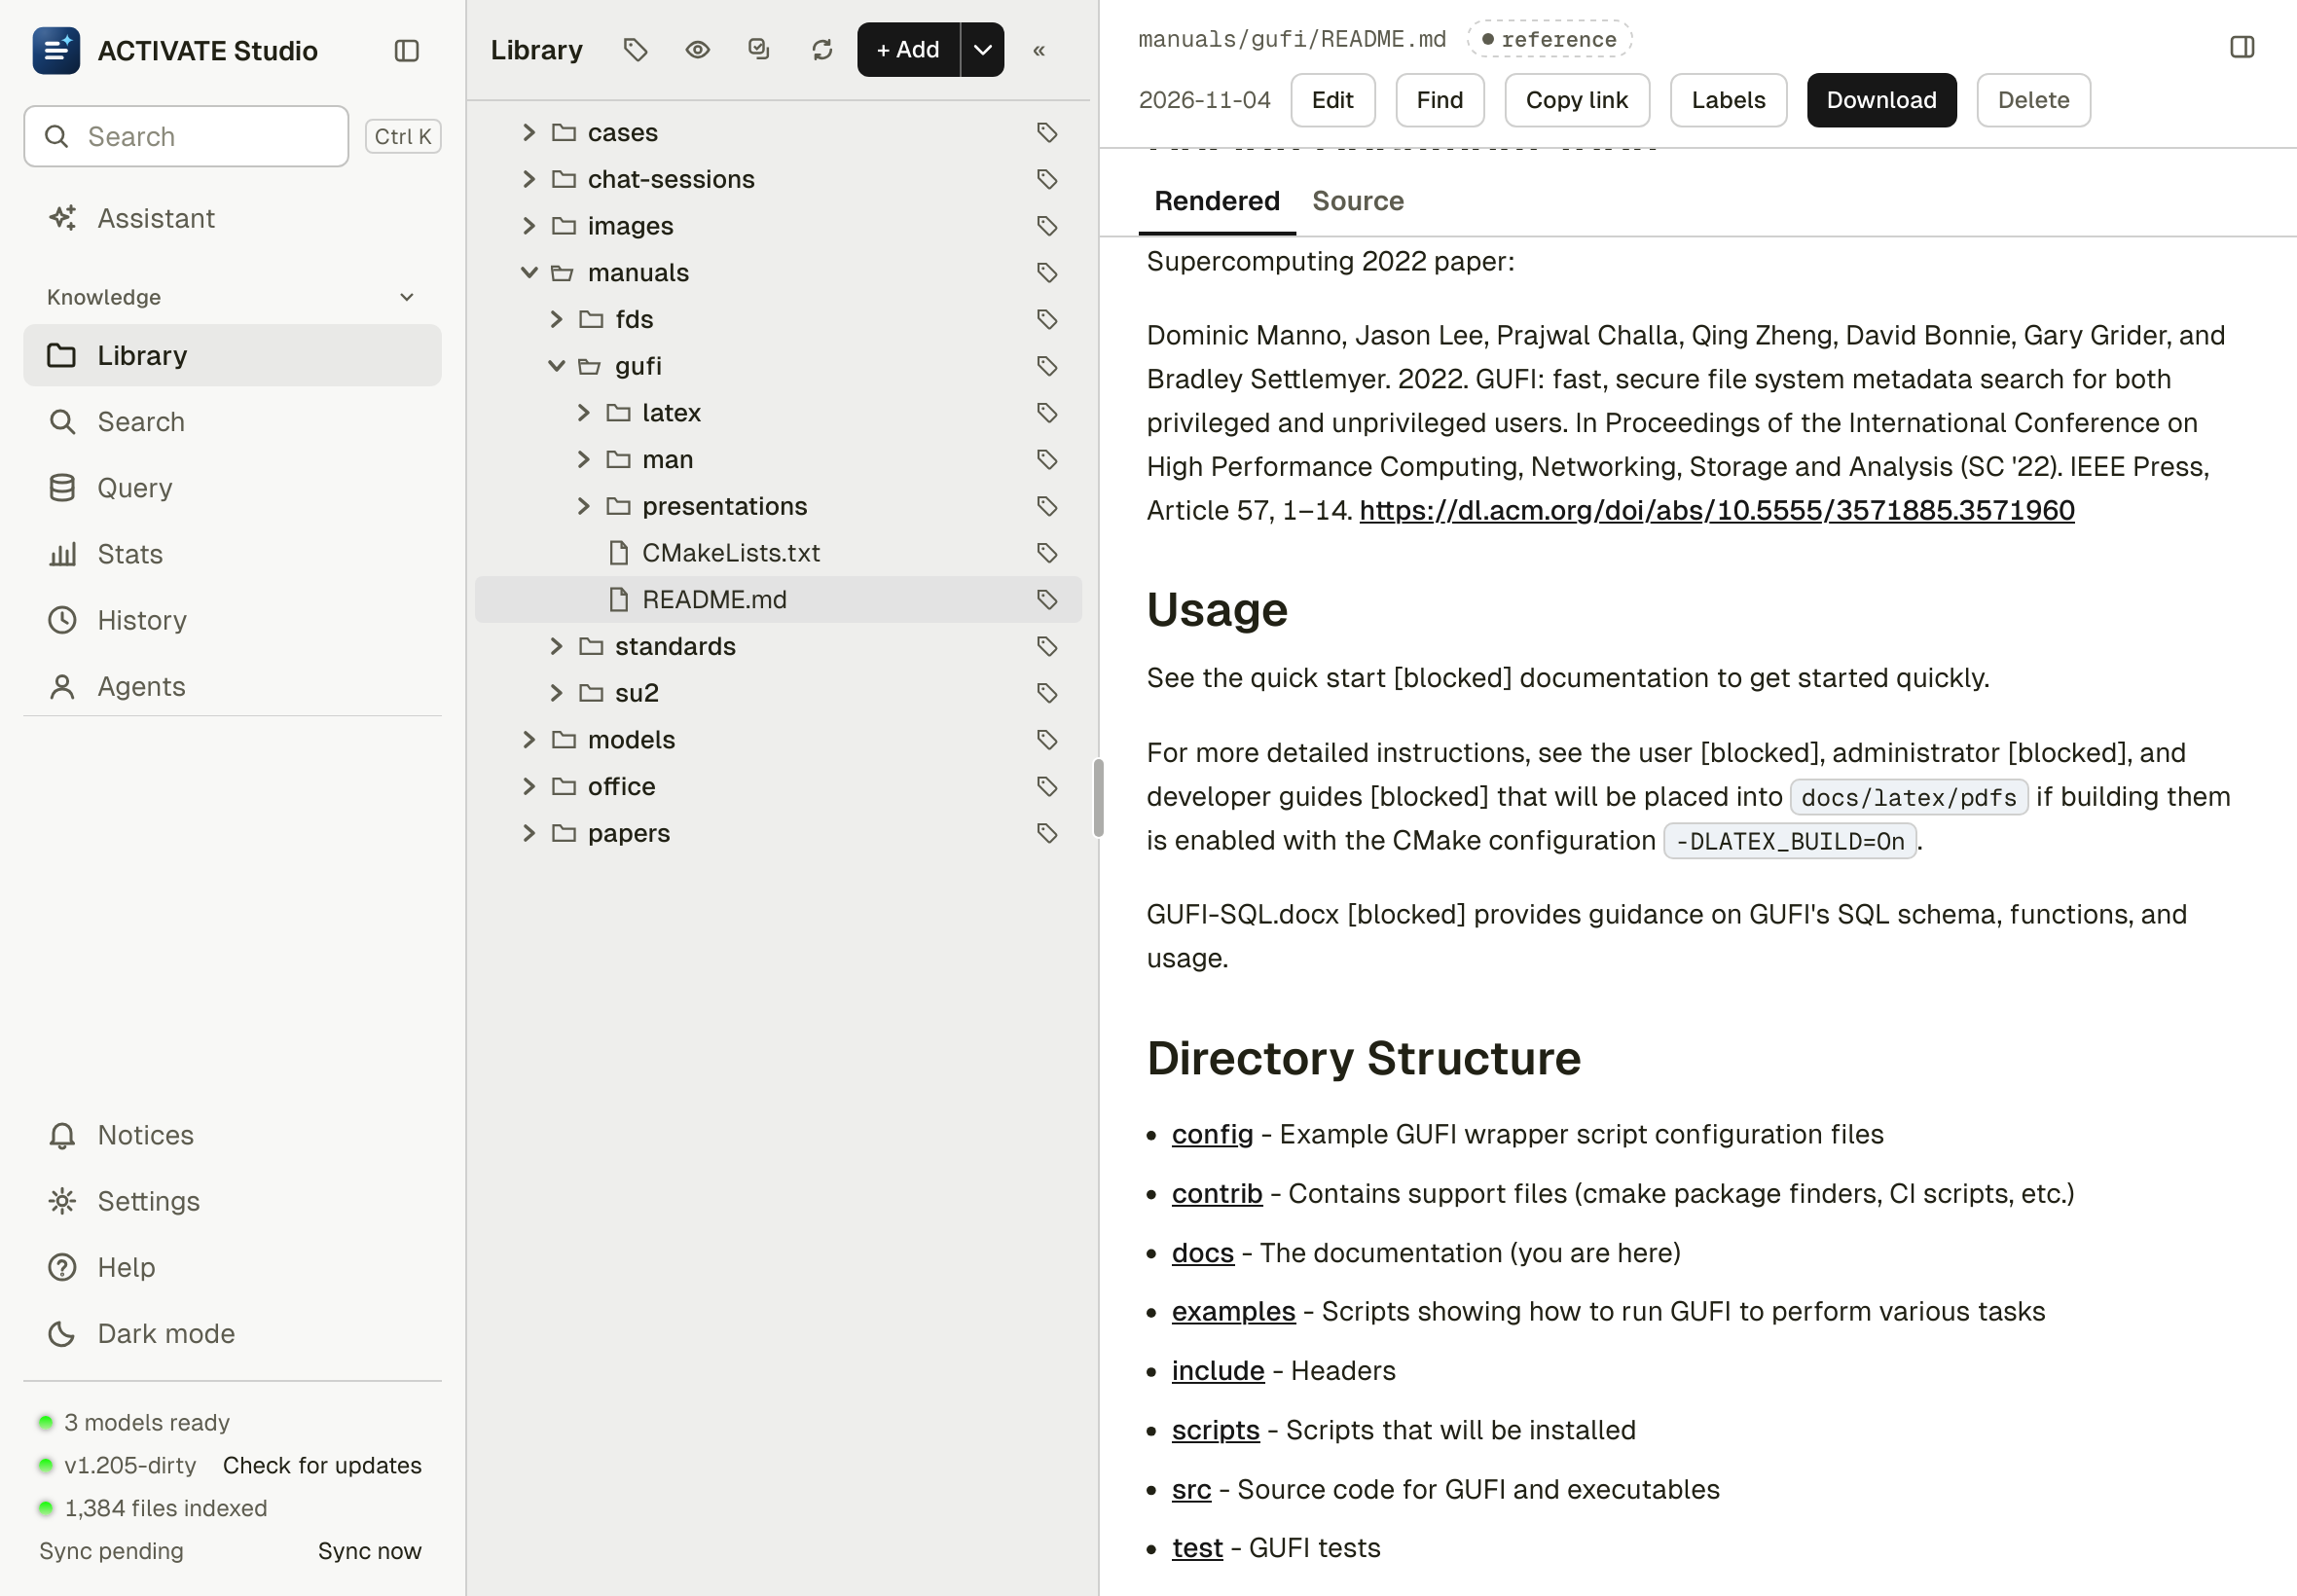 ACTIVATE Studio
Search
Ctrl K
Assistant
Knowledge
Library
Search
Query
Stats
History
Agents
Notices
Settings
Help
Dark mode
3 models ready
v1.205-dirty Check for updates
1,384 files indexed
Sync pending Sync now
Library
+ Add
«
cases
chat-sessions
images
manuals
fds
gufi
latex
man
presentations
CMakeLists.txt
README.md
standards
su2
models
office
papers
manuals/gufi/README.md reference
2026-11-04 Edit Find Copy link Labels Download Delete
Rendered Source
Supercomputing 2022 paper:
Dominic Manno, Jason Lee, Prajwal Challa, Qing Zheng, David Bonnie, Gary Grider, and
Bradley Settlemyer. 2022. GUFI: fast, secure file system metadata search for both
privileged and unprivileged users. In Proceedings of the International Conference on
High Performance Computing, Networking, Storage and Analysis (SC '22). IEEE Press,
Article 57, 1–14. https://dl.acm.org/doi/abs/10.5555/3571885.3571960
Usage
See the quick start [blocked] documentation to get started quickly.
For more detailed instructions, see the user [blocked], administrator [blocked], and
developer guides [blocked] that will be placed into docs/latex/pdfs if building them
is enabled with the CMake configuration -DLATEX_BUILD=On.
GUFI-SQL.docx [blocked] provides guidance on GUFI's SQL schema, functions, and
usage.
Directory Structure
• config - Example GUFI wrapper script configuration files
• contrib - Contains support files (cmake package finders, CI scripts, etc.)
• docs - The documentation (you are here)
• examples - Scripts showing how to run GUFI to perform various tasks
• include - Headers
• scripts - Scripts that will be installed
• src - Source code for GUFI and executables
• test - GUFI tests